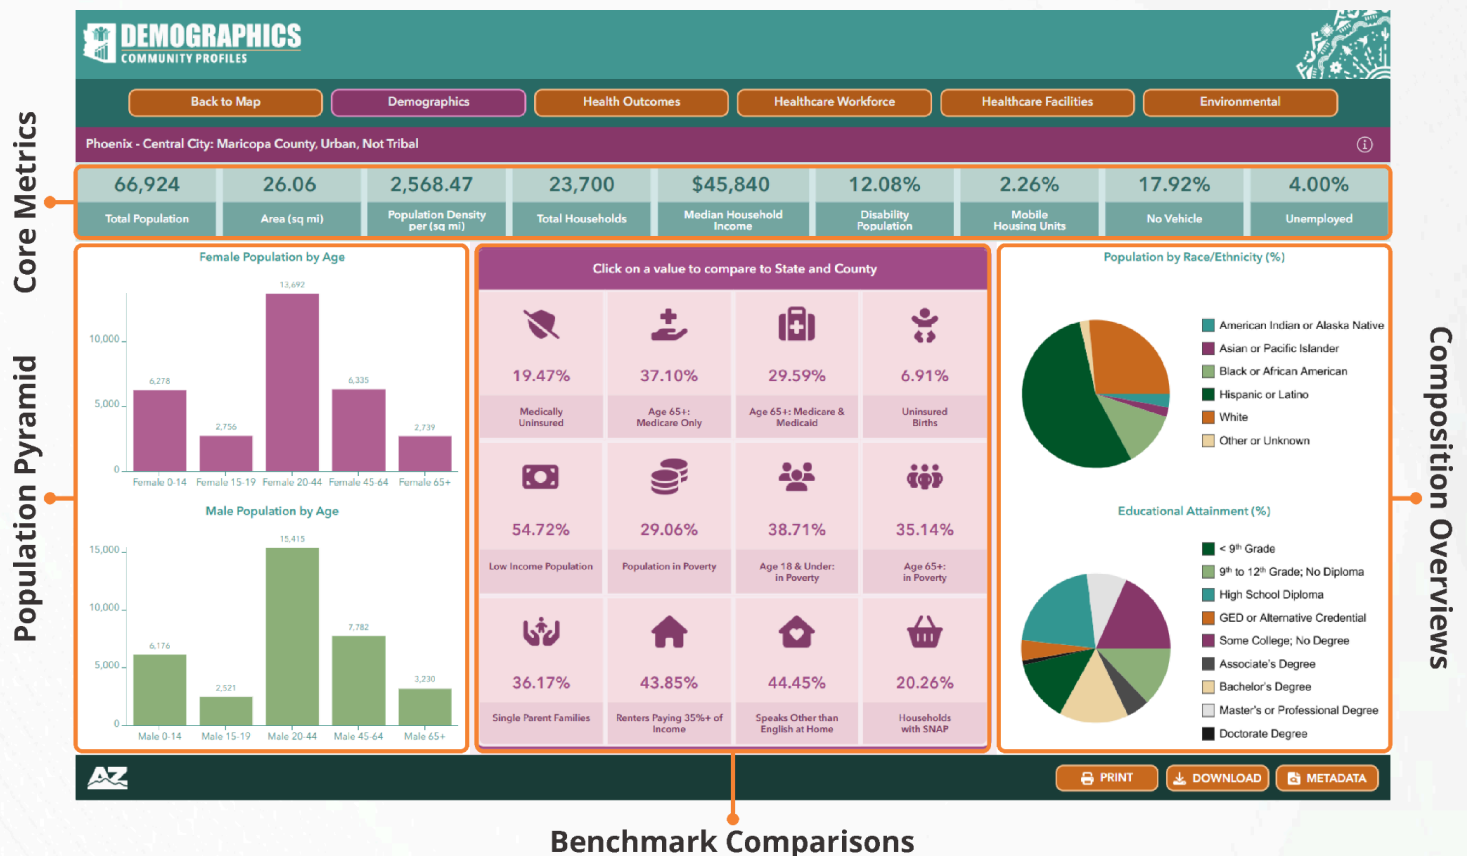 DEMOGRAPHICS
COMMUNITY PROFILES
Back to Map
Demographics
Health Outcomes
Healthcare Workforce
Healthcare Facilities
Environmental
Phoenix - Central City: Maricopa County, Urban, Not Tribal
Core Metrics
66,924
Total Population
26.06
Area (sq mi)
2,568.47
Population Density
per (sq mi)
23,700
Total Households
$45,840
Median Household
Income
12.08%
Disability
Population
2.26%
Mobile
Housing Units
17.92%
No Vehicle
4.00%
Unemployed
Population Pyramid
Female Population by Age
10,000
5,000
0
6,278
2,756
13,692
6,335
2,739
Female 0-14
Female 15-19
Female 20-44
Female 45-64
Female 65+
Male Population by Age
15,000
10,000
5,000
0
6,176
2,521
15,415
7,782
3,230
Male 0-14
Male 15-19
Male 20-44
Male 45-64
Male 65+
Click on a value to compare to State and County
19.47%
Medically
Uninsured
37.10%
Age 65+:
Medicare Only
29.59%
Age 65+: Medicare &
Medicaid
6.91%
Uninsured
Births
54.72%
Low Income Population
29.06%
Population in Poverty
38.71%
Age 18 & Under:
in Poverty
35.14%
Age 65+:
in Poverty
36.17%
Single Parent Families
43.85%
Renters Paying 35%+ of
Income
44.45%
Speaks Other than
English at Home
20.26%
Households
with SNAP
Population by Race/Ethnicity (%)
American Indian or Alaska Native
Asian or Pacific Islander
Black or African American
Hispanic or Latino
White
Other or Unknown
Educational Attainment (%)
< 9th Grade
9th to 12th Grade; No Diploma
High School Diploma
GED or Alternative Credential
Some College; No Degree
Associate's Degree
Bachelor's Degree
Master's or Professional Degree
Doctorate Degree
Composition Overviews
AZ
PRINT
DOWNLOAD
METADATA
Benchmark Comparisons